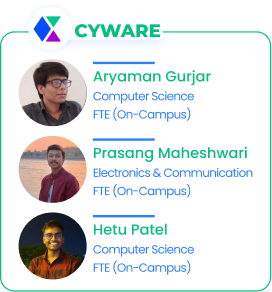 CYWARE
Aryaman Gurjar
Computer Science
FTE (On-Campus)
Prasang Maheshwari
Electronics & Communication
FTE (On-Campus)
Hetu Patel
Computer Science
FTE (On-Campus)